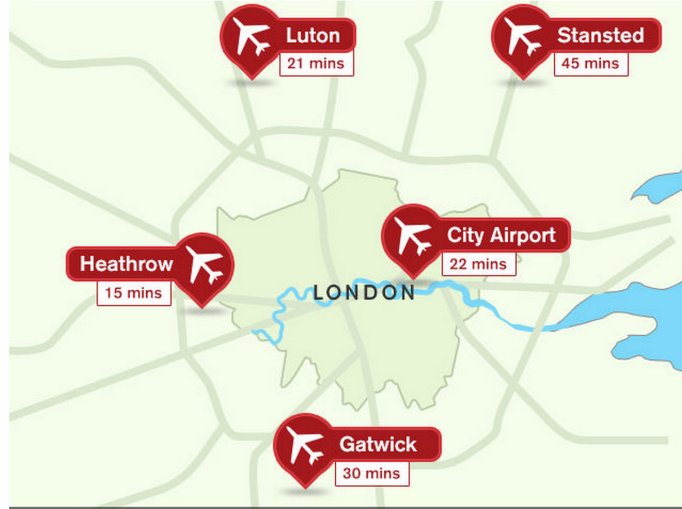 Luton
21 mins
Stansted
45 mins
City Airport
22 mins
Heathrow
15 mins
LONDON
Gatwick
30 mins